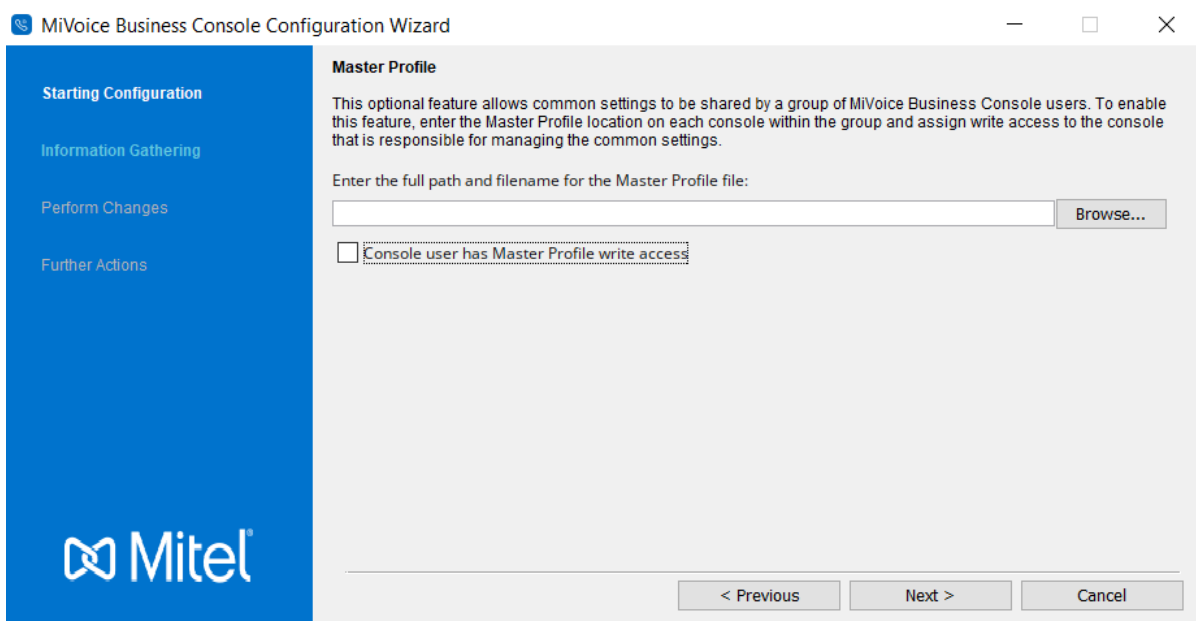 MiVoice Business Console Configuration Wizard
Starting Configuration
Information Gathering
Perform Changes
Further Actions
Mitel®
Master Profile
This optional feature allows common settings to be shared by a group of MiVoice Business Console users. To enable
this feature, enter the Master Profile location on each console within the group and assign write access to the console
that is responsible for managing the common settings.
Enter the full path and filename for the Master Profile file:
Browse...
Console user has Master Profile write access
< Previous
Next >
Cancel